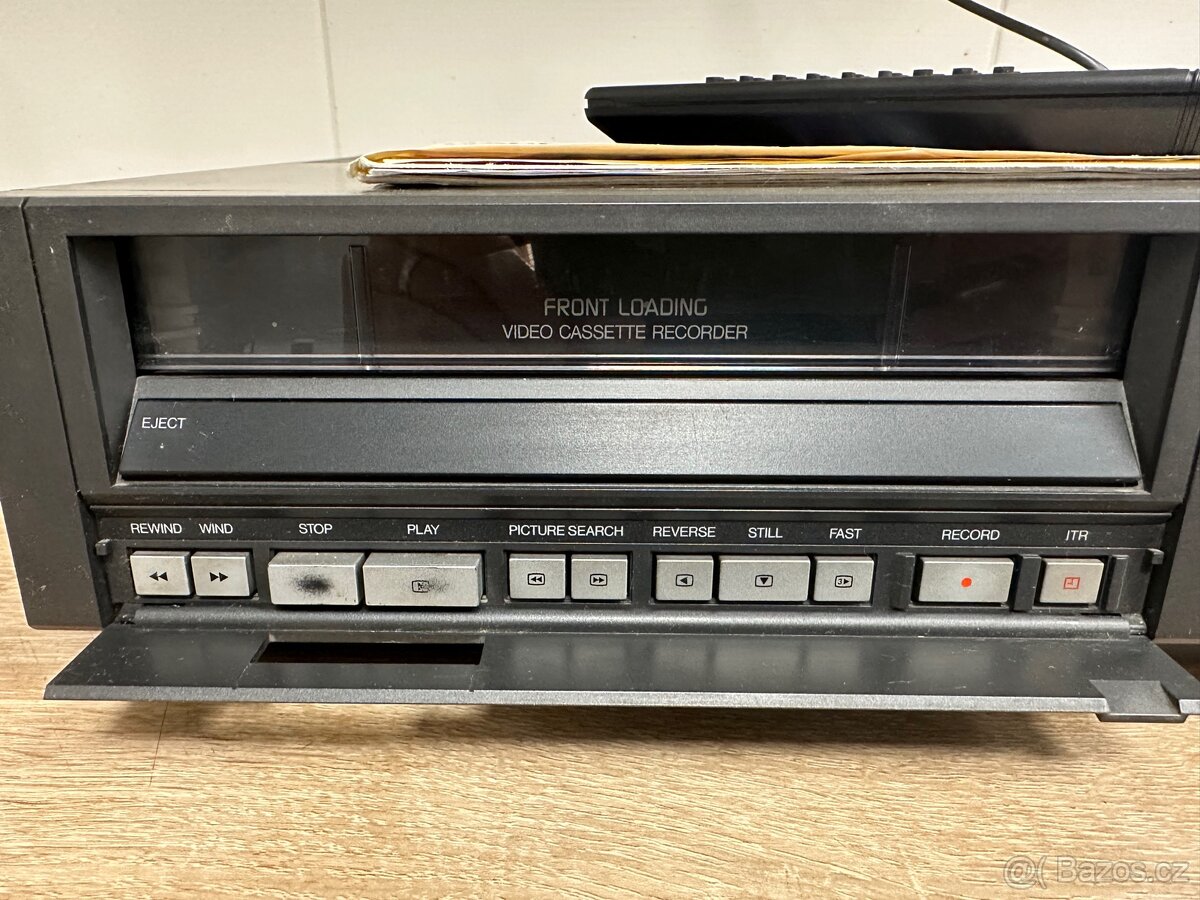 FRONT LOADING
VIDEO CASSETTE RECORDER
EJECT
REWIND WIND STOP PLAY PICTURE SEARCH REVERSE STILL FAST RECORD ITR
3
@( Bazos.cz